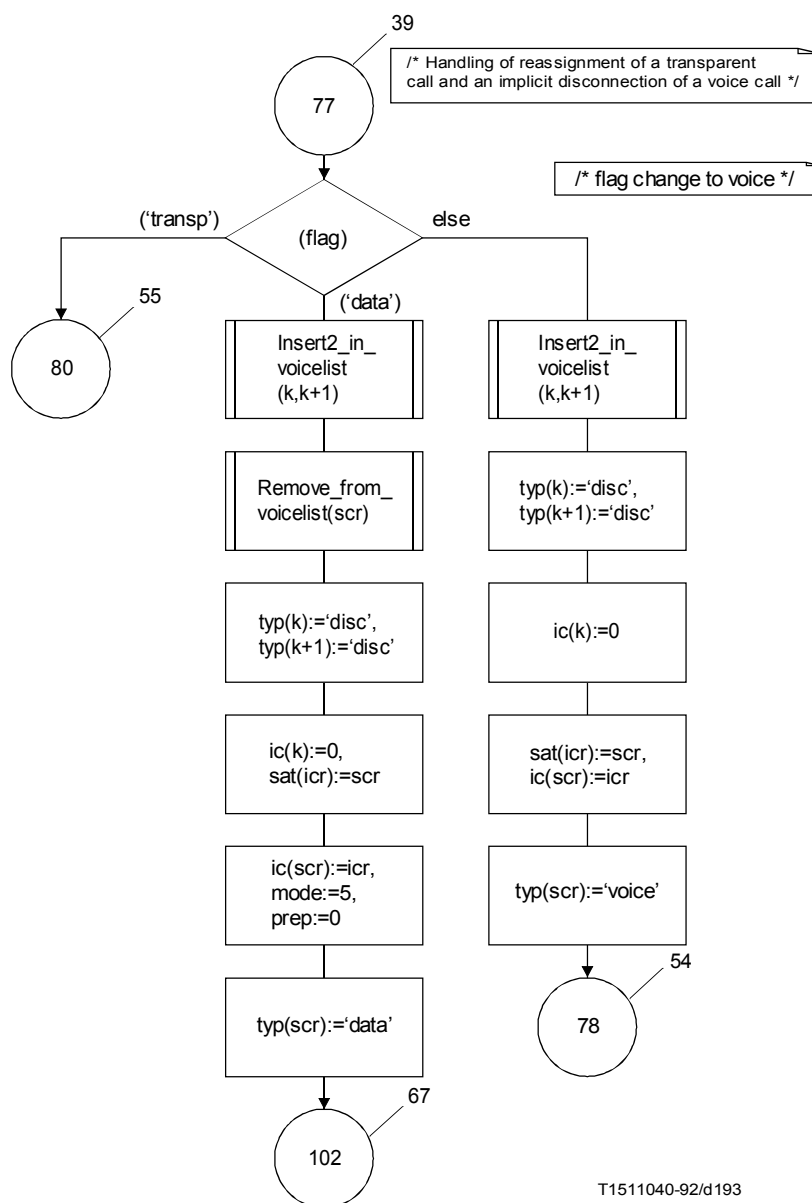 39
/* Handling of reassignment of a transparent
call and an implicit disconnection of a voice call */
77
/* flag change to voice */
(‘transp’)
(flag)
else
(‘data’)
55
80
Insert2_in_
voicelist
(k,k+1)
Insert2_in_
voicelist
(k,k+1)
Remove_from_
voicelist(scr)
typ(k):=‘disc’,
typ(k+1):=‘disc’
typ(k):=‘disc’,
typ(k+1):=‘disc’
ic(k):=0
ic(k):=0,
sat(icr):=scr
sat(icr):=scr,
ic(scr):=icr
ic(scr):=icr,
mode:=5,
prep:=0
typ(scr):=‘voice’
typ(scr):=‘data’
54
78
67
102
T1511040-92/d193